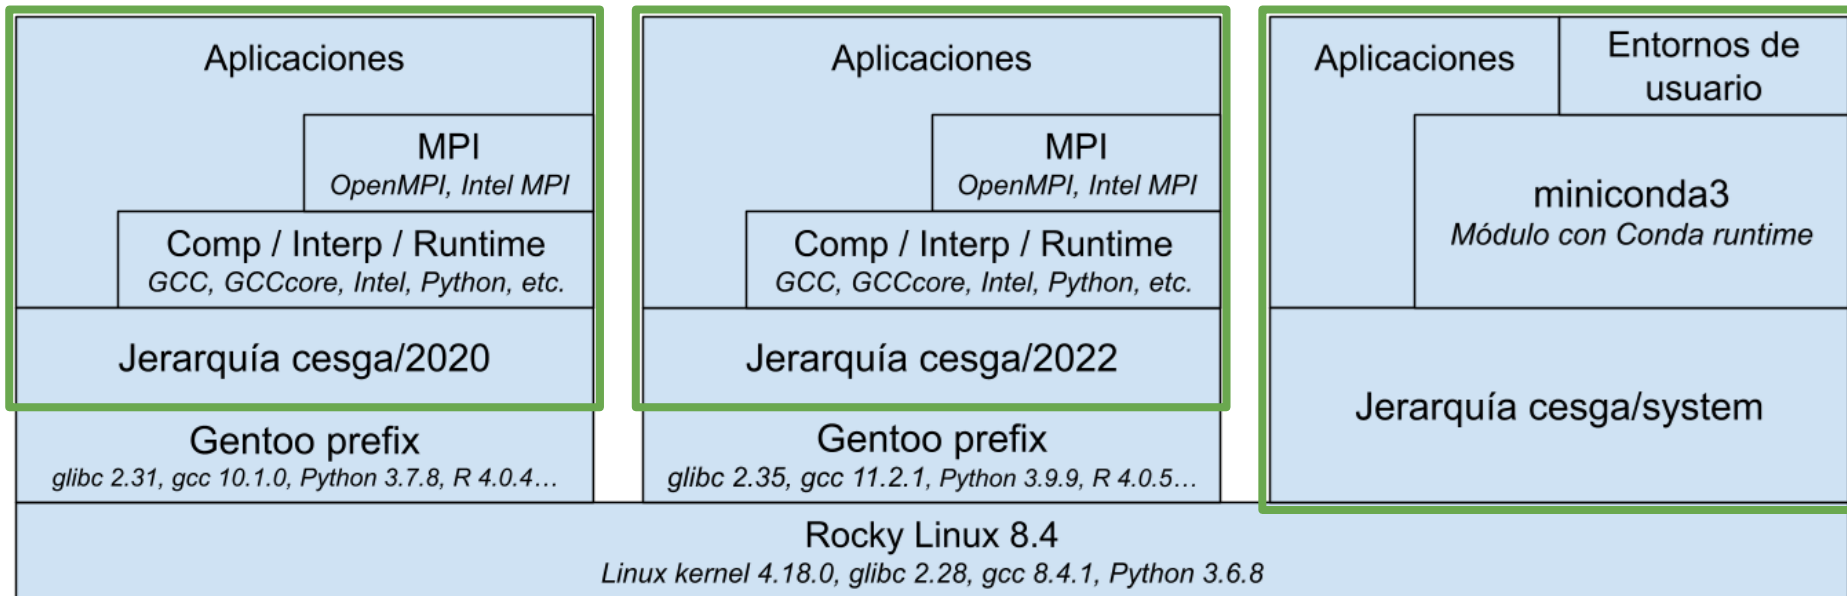 Aplicaciones
MPI
OpenMPI, Intel MPI
Comp / Interp / Runtime
GCC, GCCcore, Intel, Python, etc.
Jerarquía cesga/2020
Gentoo prefix
glibc 2.31, gcc 10.1.0, Python 3.7.8, R 4.0.4…
Aplicaciones
MPI
OpenMPI, Intel MPI
Comp / Interp / Runtime
GCC, GCCcore, Intel, Python, etc.
Jerarquía cesga/2022
Gentoo prefix
glibc 2.35, gcc 11.2.1, Python 3.9.9, R 4.0.5…
Aplicaciones
Entornos de
usuario
miniconda3
Módulo con Conda runtime
Jerarquía cesga/system
Rocky Linux 8.4
Linux kernel 4.18.0, glibc 2.28, gcc 8.4.1, Python 3.6.8